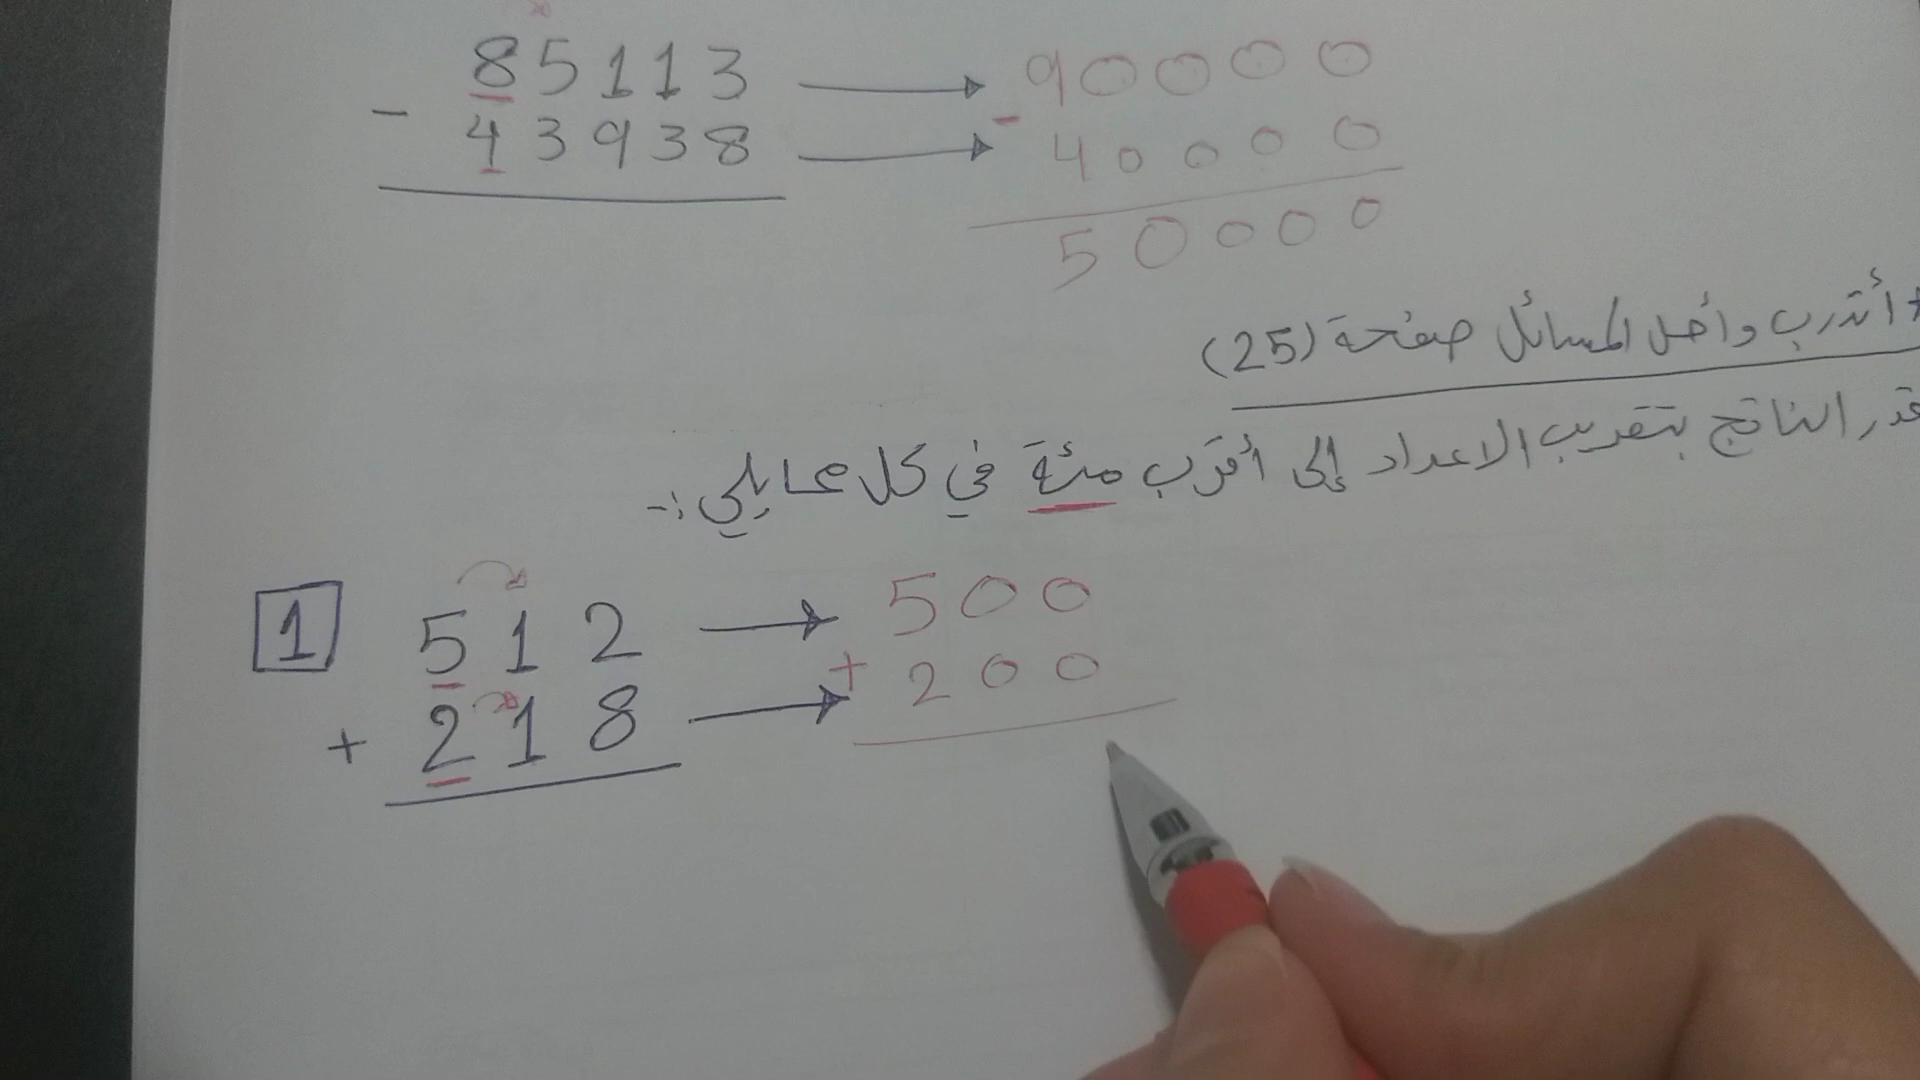 85113 → 90000
- 43938 → - 40000
50000
أتدرب وأحل المسائل صفحة (25)
قدر الناتج بتقريب الاعداد إلى أقرب مئة في كل مما يلي :-
1 512 → 500
+ 218 → + 200